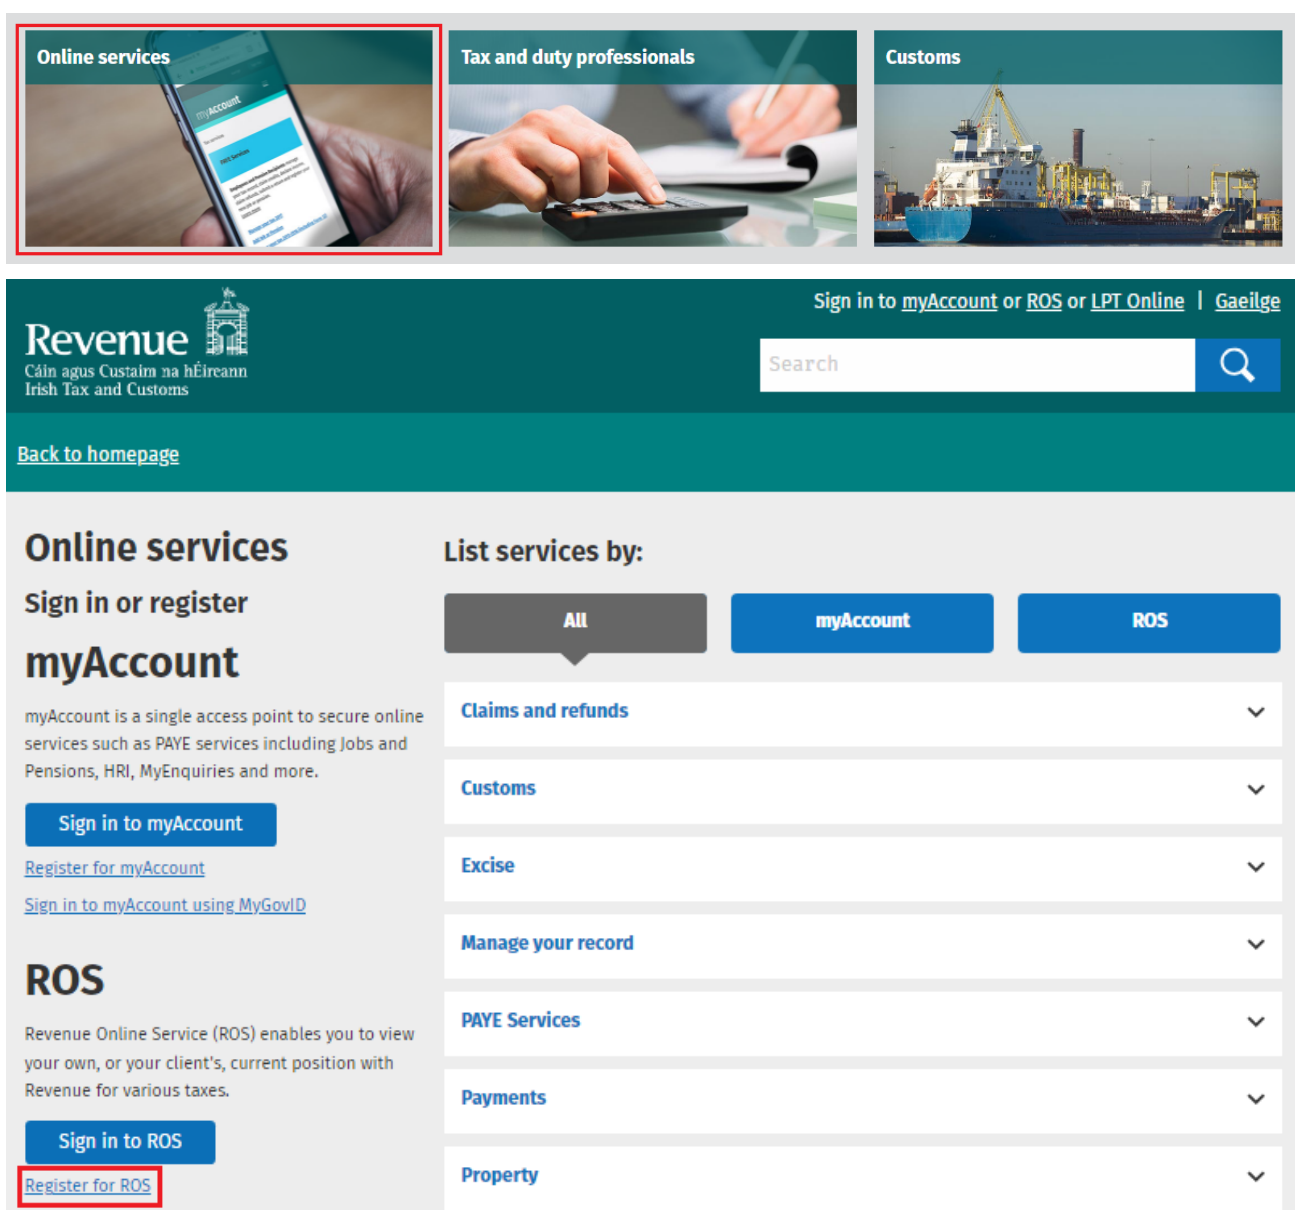 Online services
Tax and duty professionals
Customs
myAccount
PAYE Services
Sign in to myAccount or ROS or LPT Online | Gaeilge
Revenue
Cáin agus Custaim na hÉireann
Irish Tax and Customs
Search
Back to homepage
Online services
Sign in or register
myAccount
myAccount is a single access point to secure online
services such as PAYE services including Jobs and
Pensions, HRI, MyEnquiries and more.
Sign in to myAccount
Register for myAccount
Sign in to myAccount using MyGovID
ROS
Revenue Online Service (ROS) enables you to view
your own, or your client's, current position with
Revenue for various taxes.
Sign in to ROS
Register for ROS
List services by:
All
myAccount
ROS
Claims and refunds
Customs
Excise
Manage your record
PAYE Services
Payments
Property